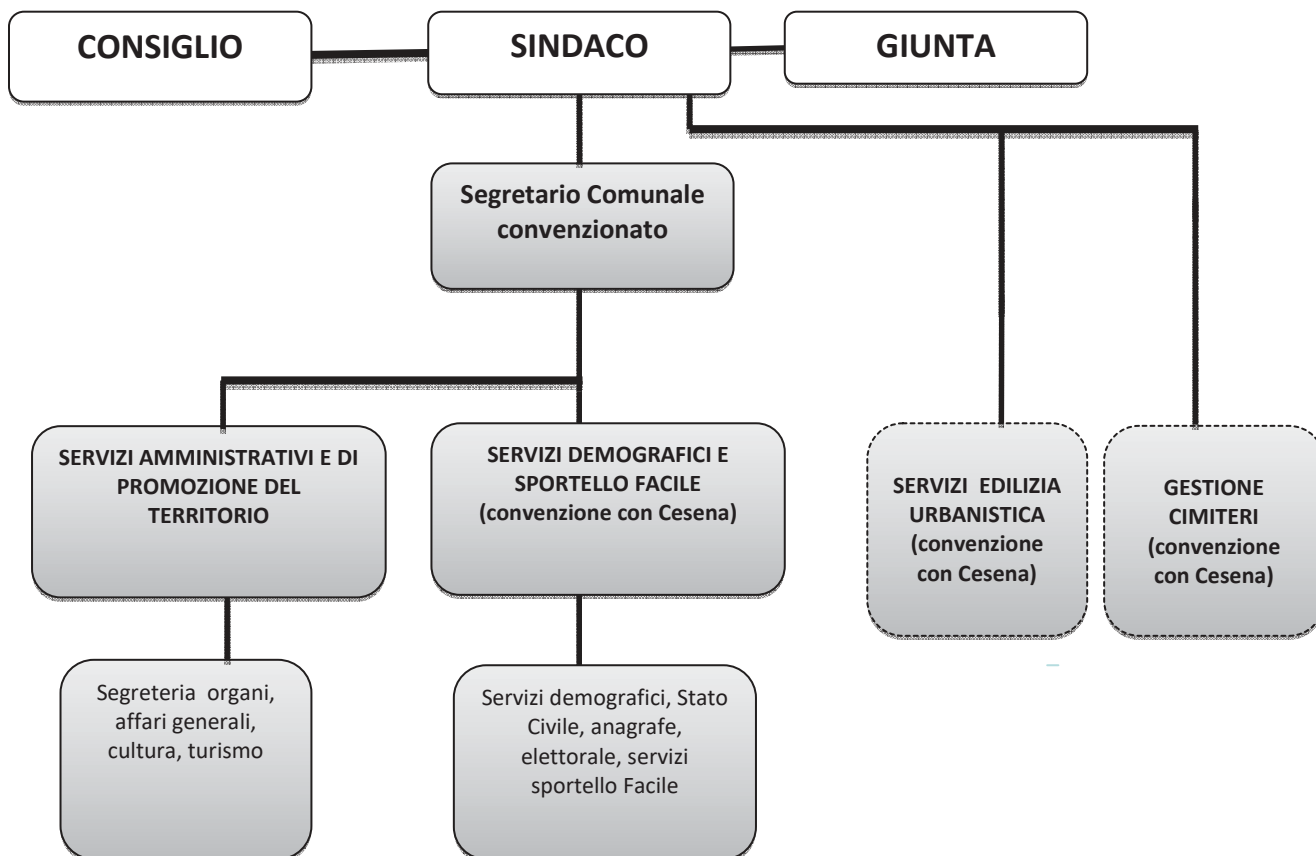 CONSIGLIO
SINDACO
GIUNTA
Segretario Comunale
convenzionato
SERVIZI AMMINISTRATIVI E DI
PROMOZIONE DEL
TERRITORIO
SERVIZI DEMOGRAFICI E
SPORTELLO FACILE
(convenzione con Cesena)
SERVIZI EDILIZIA
URBANISTICA
(convenzione
con Cesena)
GESTIONE
CIMITERI
(convenzione
con Cesena)
Segreteria organi,
affari generali,
cultura, turismo
Servizi demografici, Stato
Civile, anagrafe,
elettorale, servizi
sportello Facile